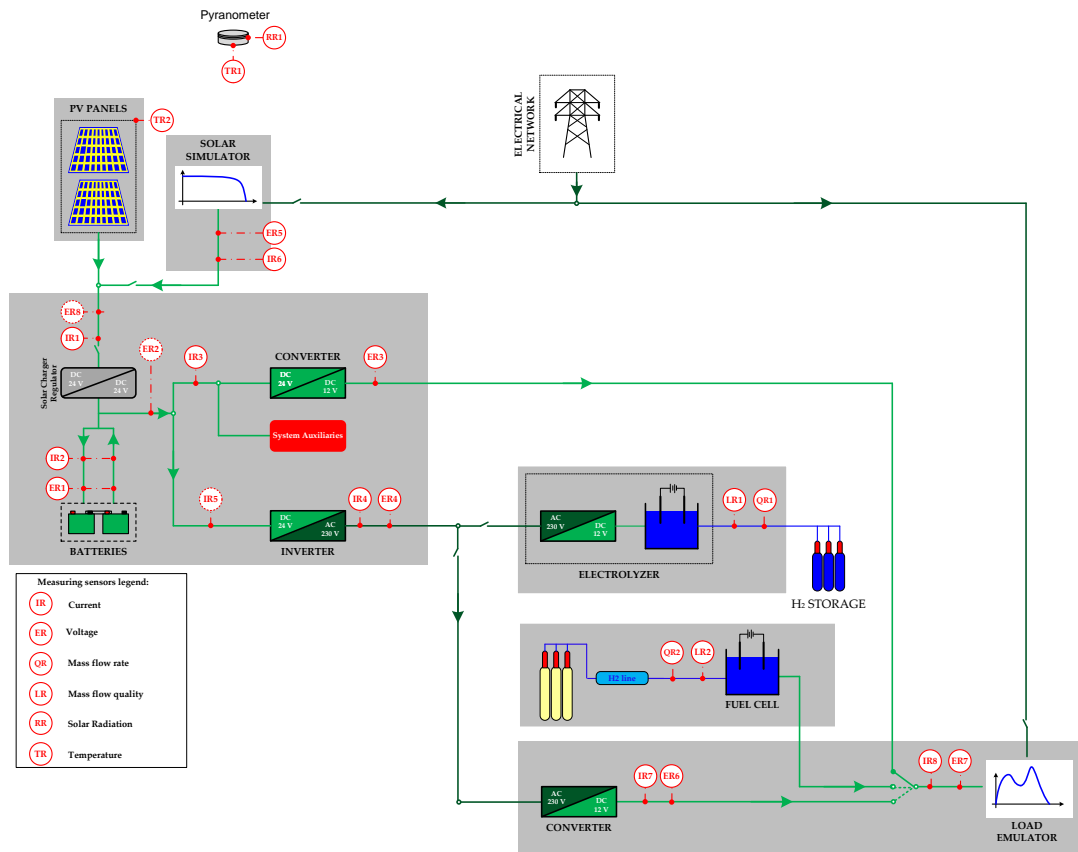 Pyranometer
RR1
TR1
PV PANELS
TR2
SOLAR
SIMULATOR
ELECTRICAL
NETWORK
ER5
IR6
ER8
IR1
ER2
IR3
CONVERTER
ER3
Solar Charger
Regulator
DC
24 V
DC
24 V
DC
24 V
DC
12 V
System Auxiliaries
IR2
ER1
IR5
IR4
ER4
DC
24 V
AC
230 V
BATTERIES
INVERTER
LR1
QR1
AC
230 V
DC
12 V
ELECTROLYZER
H2 STORAGE
Measuring sensors legend:
IR Current
ER Voltage
QR Mass flow rate
LR Mass flow quality
RR Solar Radiation
TR Temperature
QR2
LR2
H2 line
FUEL CELL
IR7
ER6
IR8
ER7
AC
230 V
DC
12 V
CONVERTER
LOAD
EMULATOR